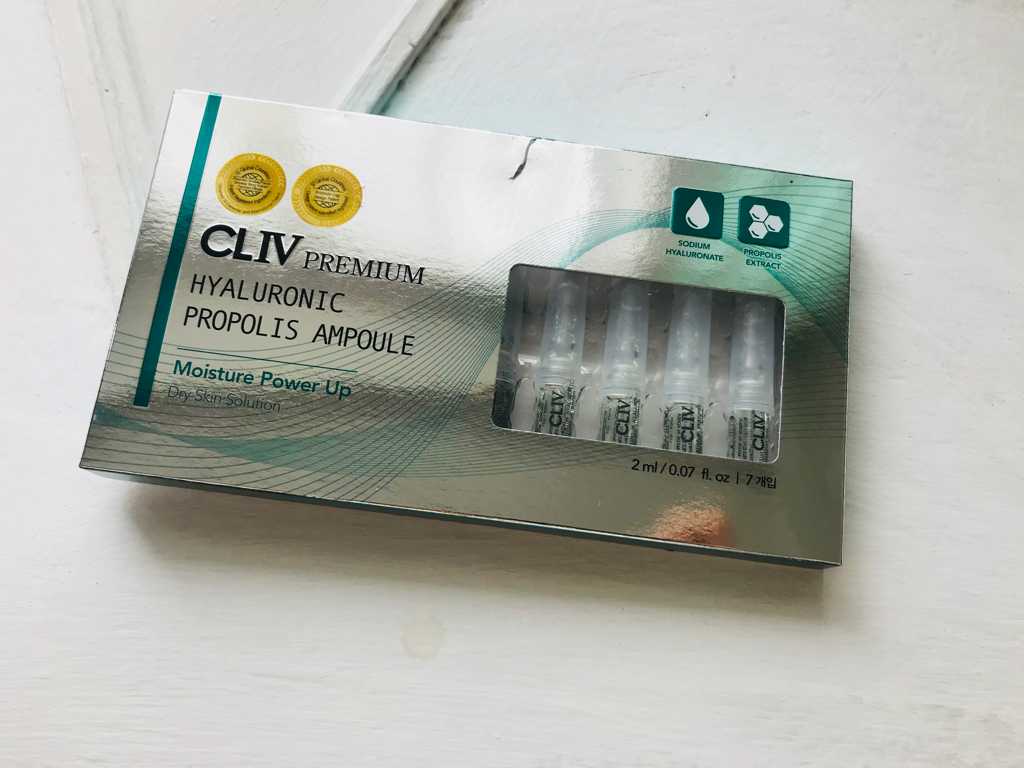 CLIV PREMIUM
HYALURONIC
PROPOLIS AMPOULE
Moisture Power Up
Dry Skin Solution
SODIUM
HYALURONATE
PROPOLIS
EXTRACT
CLIV
CLIV
CLIV
CLIV
2 ml / 0.07 fl. oz | 7개입